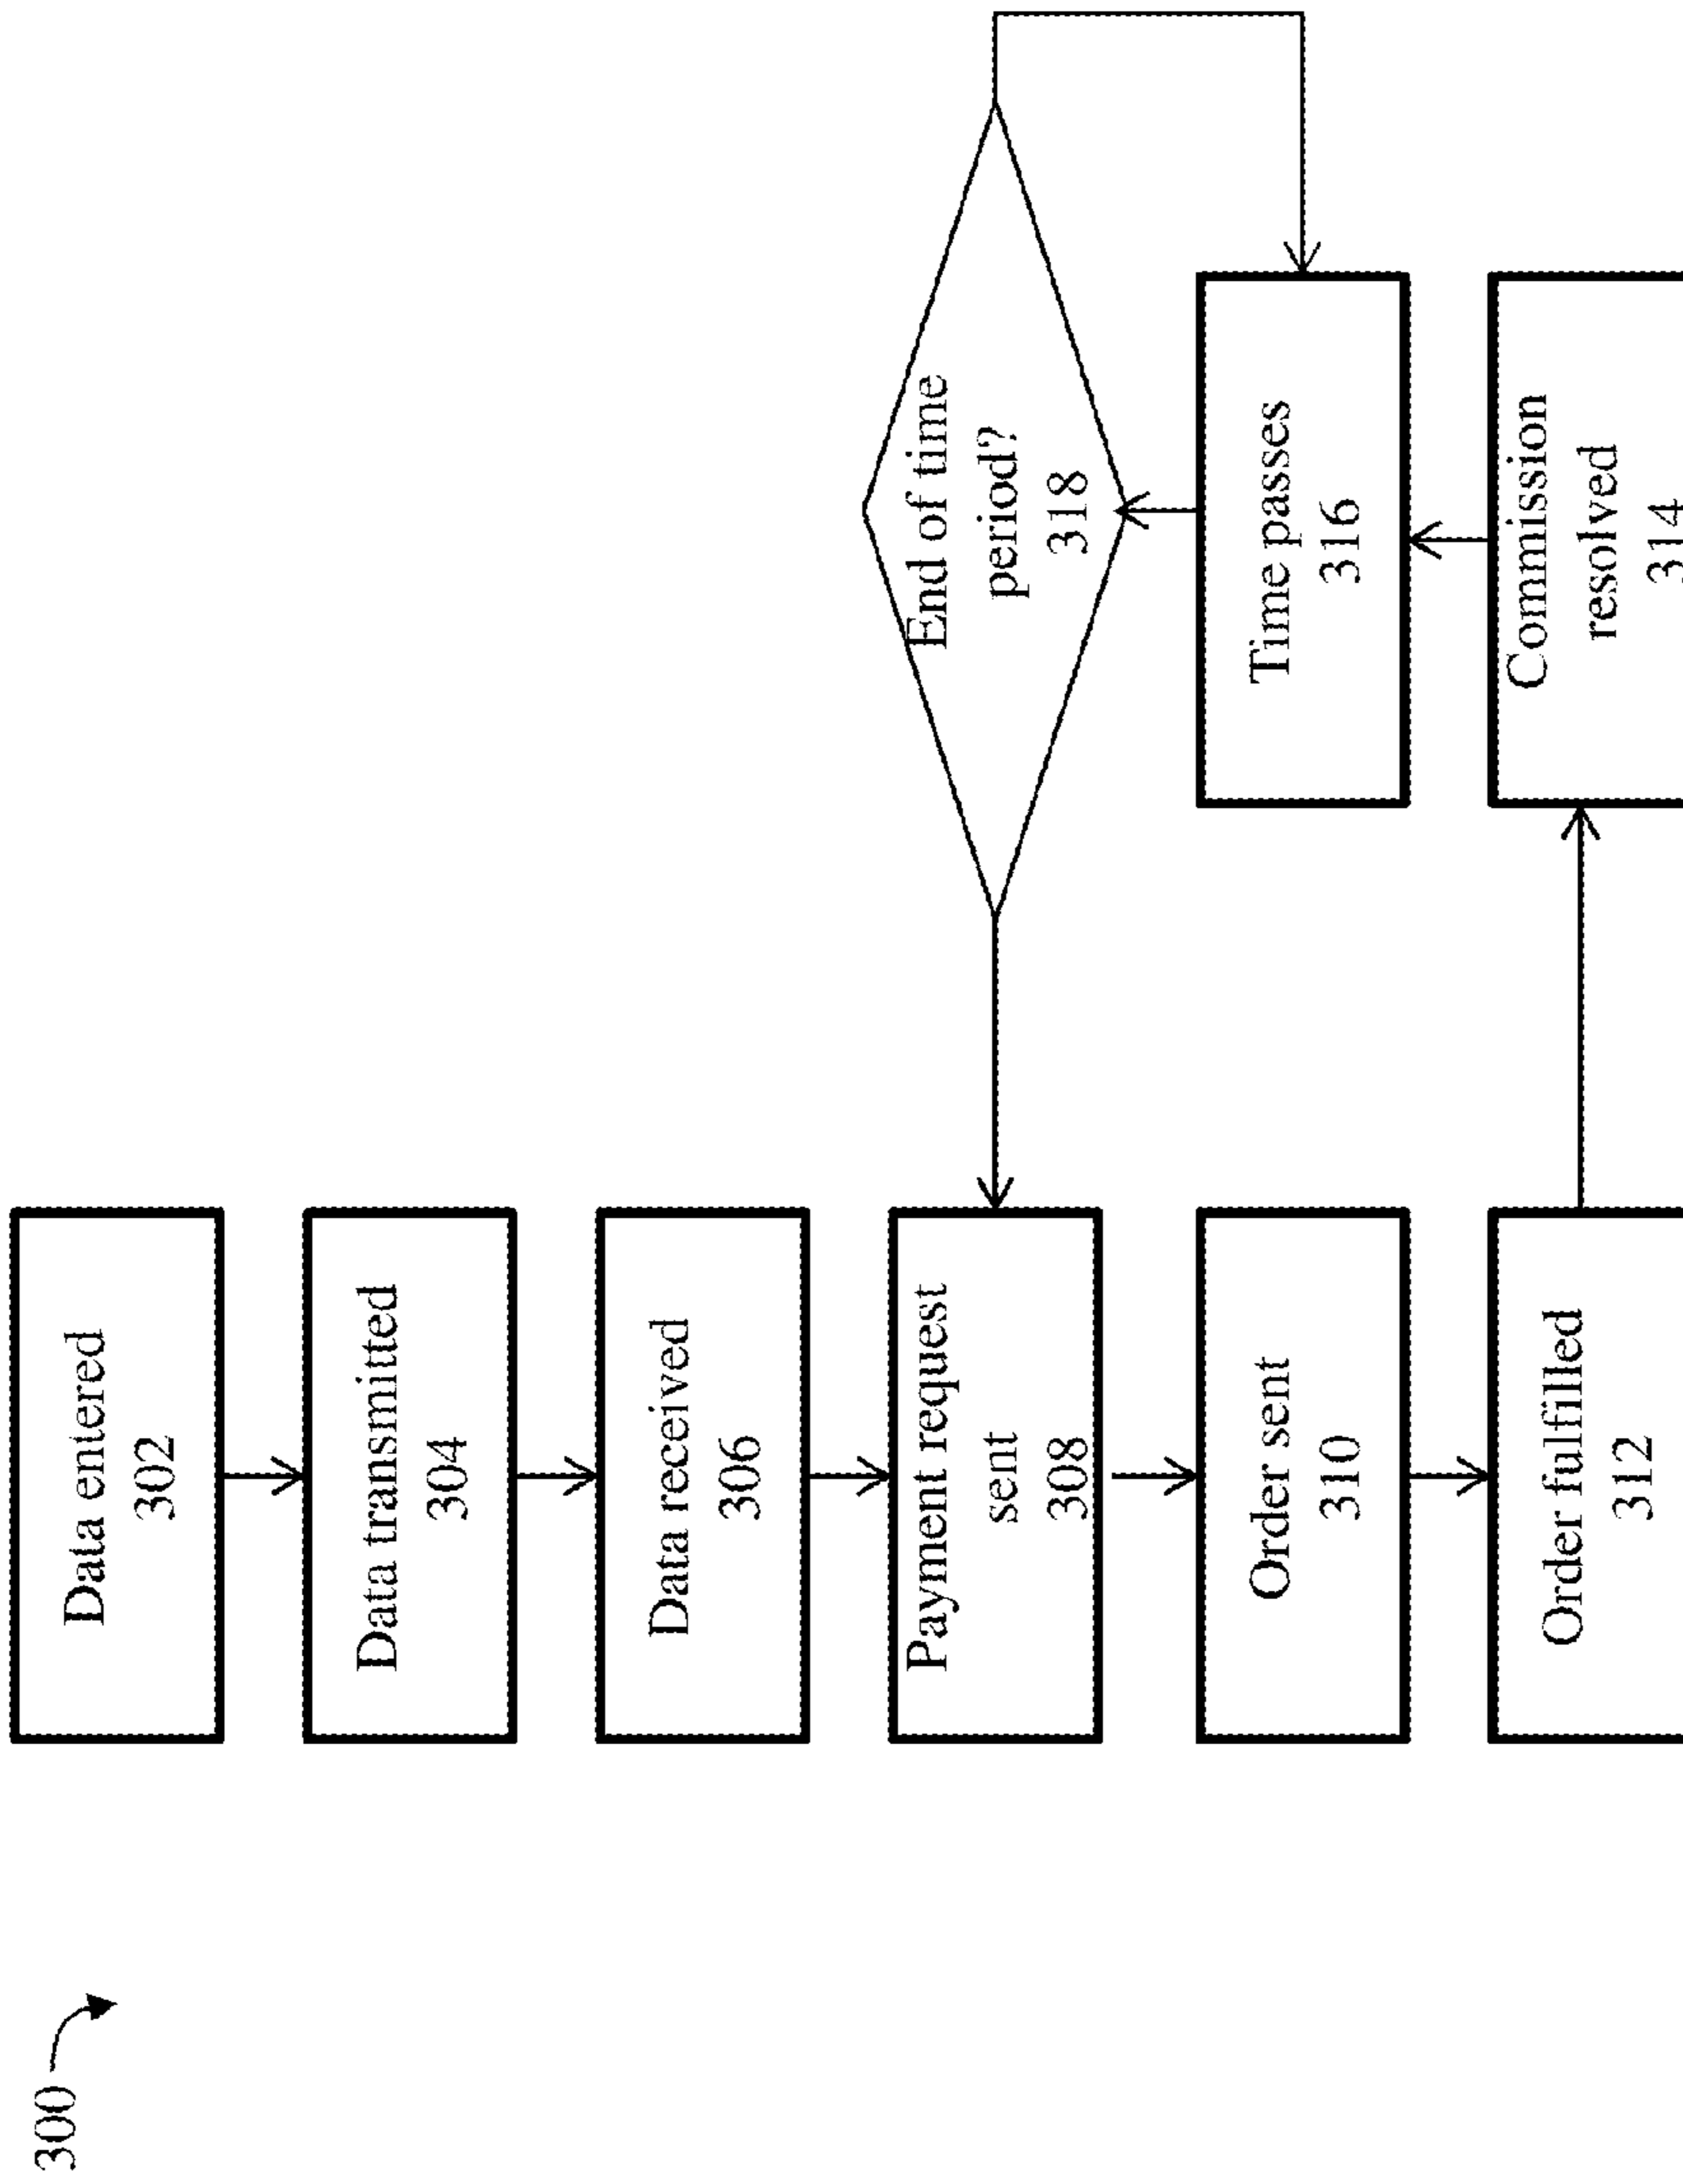 300
Data entered
302
Data transmitted
304
Data received
306
Payment request
sent
308
Order sent
310
Order fulfilled
312
End of time
period?
318
Time passes
316
Commission
resolved
314